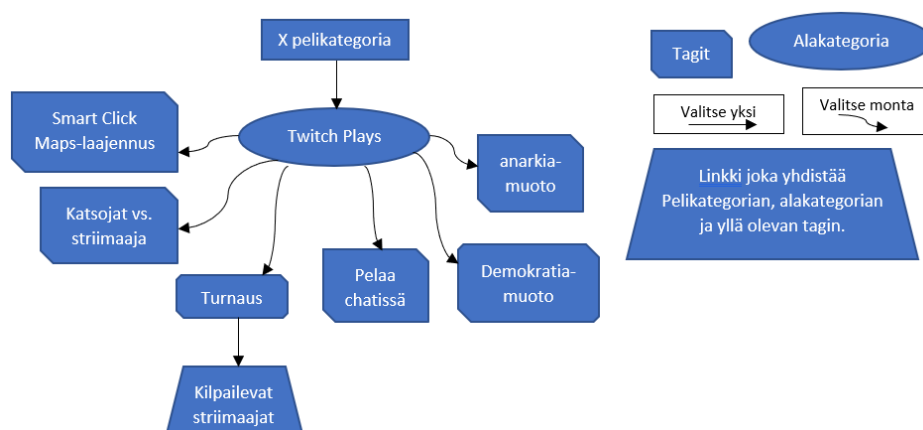 X pelikategoria
Twitch Plays
Smart Click
Maps-laajennus
Katsojat vs.
striimaaja
Turnaus
Kilpailevat
striimaajat
Pelaa
chatissä
Demokratia-
muoto
anarkia-
muoto
Tagit
Alakategoria
Valitse yksi
Valitse monta
Linkki joka yhdistää
Pelikategorian, alakategorian
ja yllä olevan tagin.